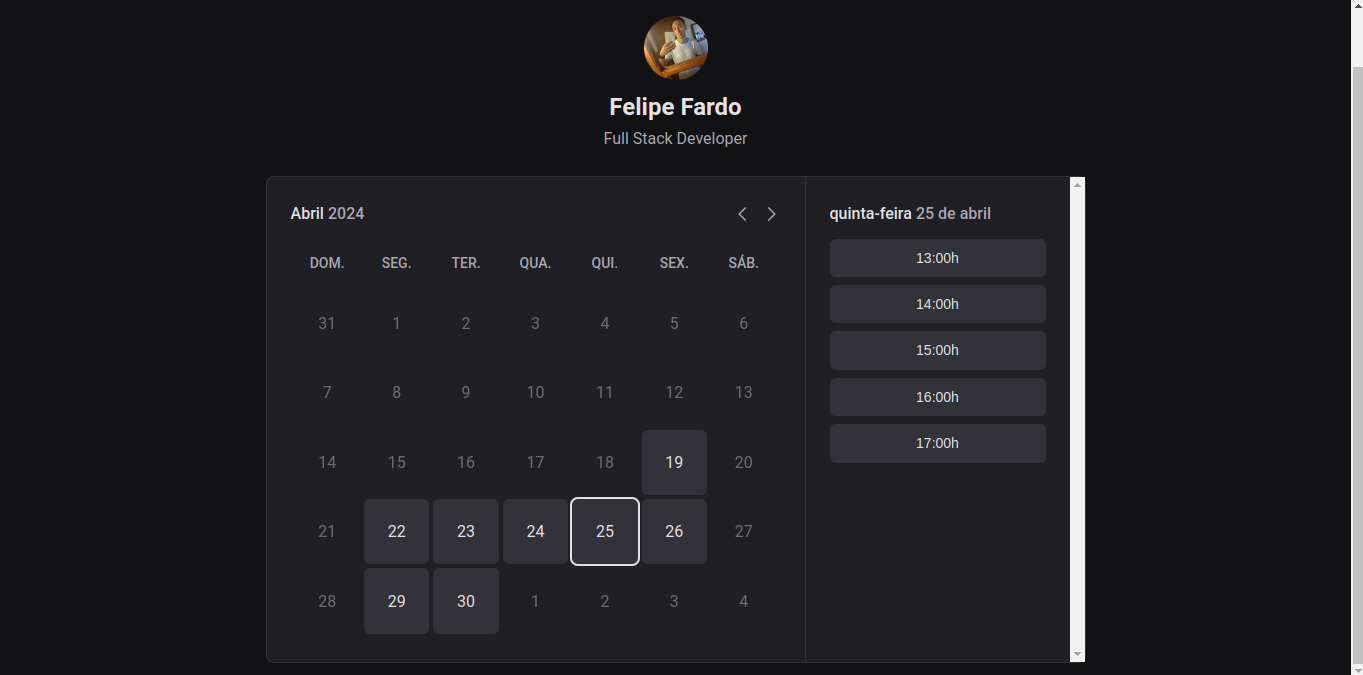 Felipe Fardo
Full Stack Developer
Abril 2024
DOM. SEG. TER. QUA. QUI. SEX. SÁB.
31 1 2 3 4 5 6
7 8 9 10 11 12 13
14 15 16 17 18 19 20
21 22 23 24 25 26 27
28 29 30 1 2 3 4
quinta-feira 25 de abril
13:00h
14:00h
15:00h
16:00h
17:00h